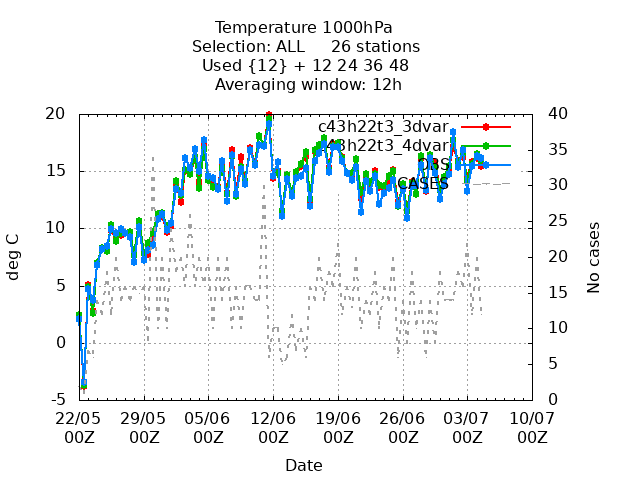 Temperature 1000hPa
Selection: ALL 26 stations
Used {12} + 12 24 36 48
Averaging window: 12h
c43h22t3_3dvar
43h22t3_4dvar
OBS
CASES
20
15
10
5
0
-5
deg C
40
35
30
25
20
15
10
5
0
No cases
22/05 29/05 05/06 12/06 19/06 26/06 03/07 10/07
00Z 00Z 00Z 00Z 00Z 00Z 00Z 00Z
Date